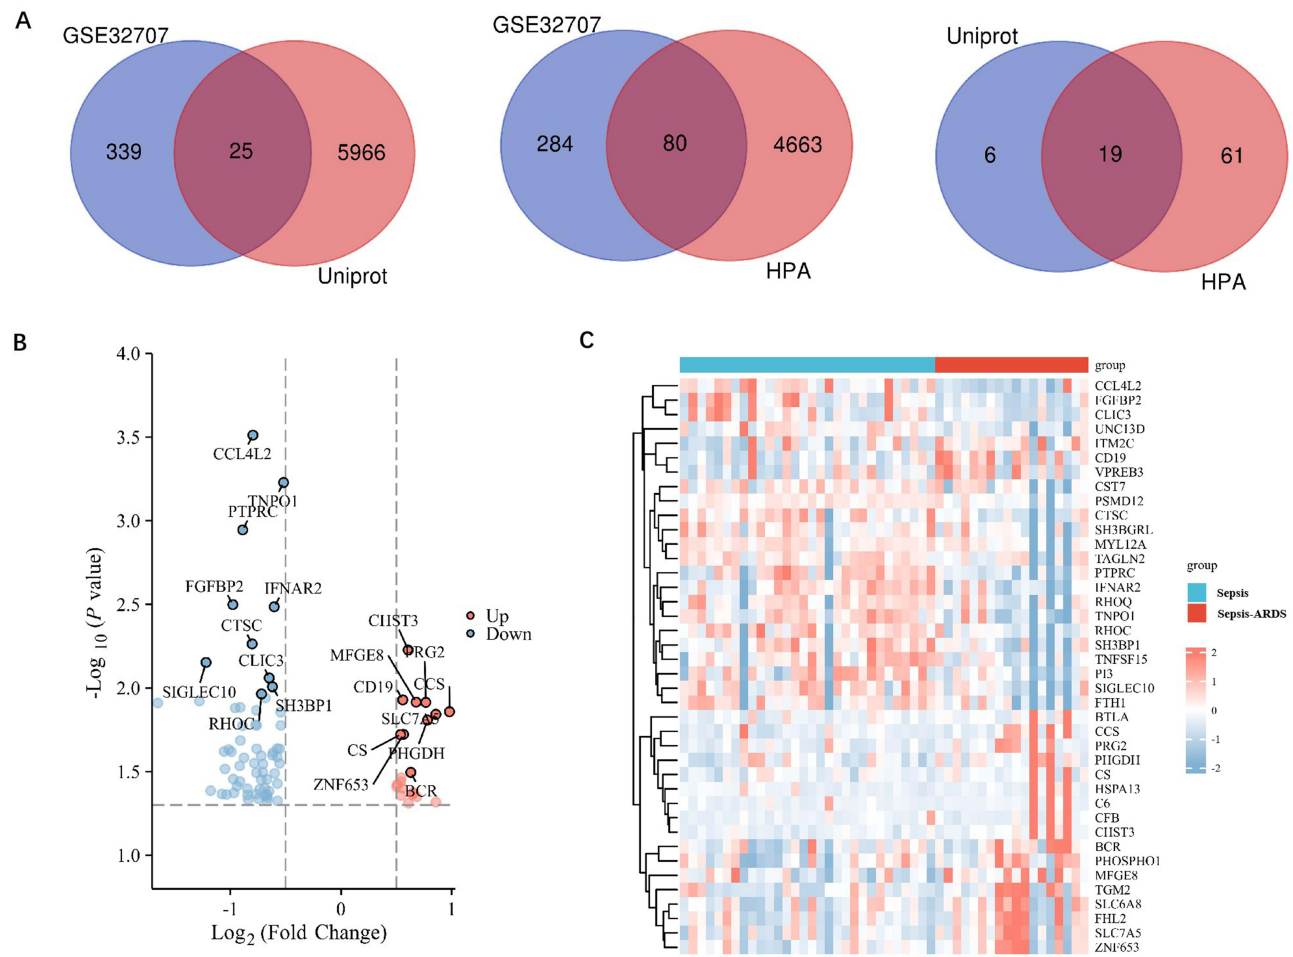 A
GSE32707
339
25
5966
Uniprot
GSE32707
284
80
4663
HPA
Uniprot
6
19
61
HPA
B
-Log 10 (P value)
4.0
3.5
3.0
2.5
2.0
1.5
1.0
-1
0
1
Log2 (Fold Change)
CCL4L2
TNPO1
PTPRC
FGFBP2
IFNAR2
CTSC
CLIC3
SIGLEC10
SH3BP1
RHOC
CHST3
PRG2
MFGE8
CD19
CCS
SLC7A5
CS
PHGDH
ZNF653
BCR
Up
Down
C
group
CCL4L2
FGFBP2
CLIC3
UNC13D
ITM2C
CD19
VPREB3
CST7
PSMD12
CTSC
SH3BGRL
MYL12A
TAGLN2
PTPRC
IFNAR2
RHOQ
TNPO1
RHOC
SH3BP1
TNFSF15
PI3
SIGLEC10
FTH1
BTLA
CCS
PRG2
PHGDH
CS
HSPA13
C6
CFB
CHST3
BCR
PHOSPHO1
MFGE8
TGM2
SLC6A8
FHL2
SLC7A5
ZNF653
group
Sepsis
Sepsis-ARDS
2
1
0
-1
-2